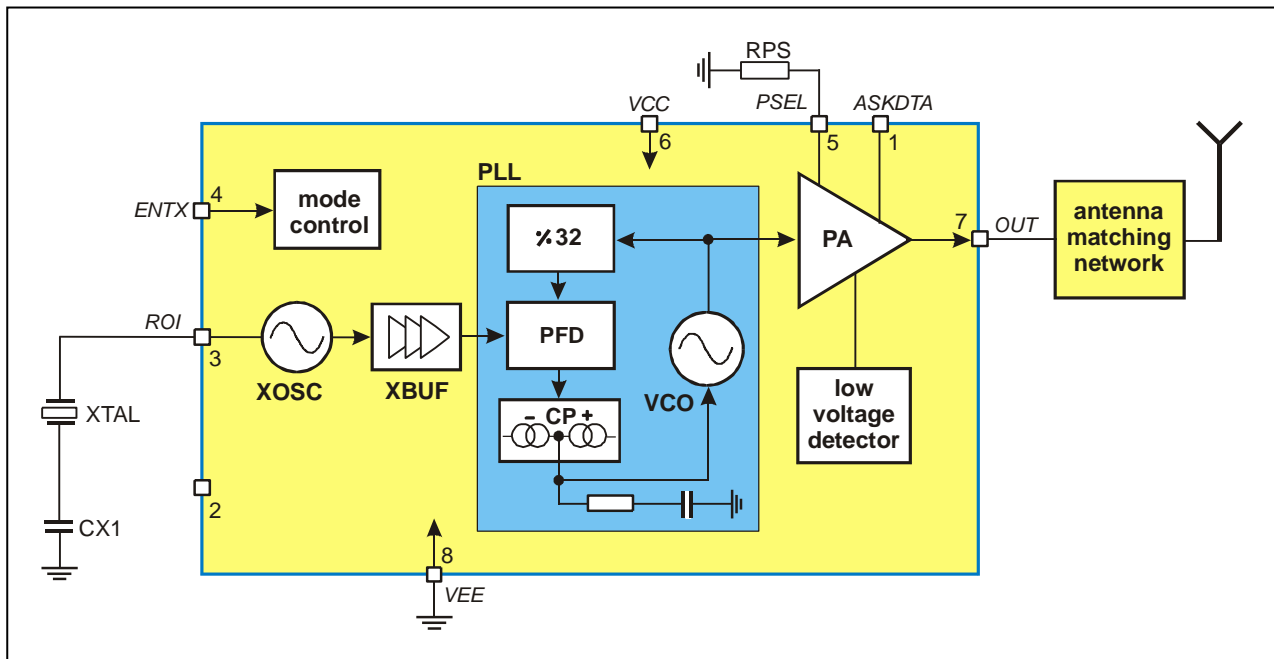 RPS
VCC
PSEL
ASKDTA
6
5
1
PLL
4
ENTX
mode
control
٪32
PA
7
OUT
antenna
matching
network
ROI
3
PFD
XOSC
XBUF
VCO
low
voltage
detector
- CP +
XTAL
2
CX1
8
VEE